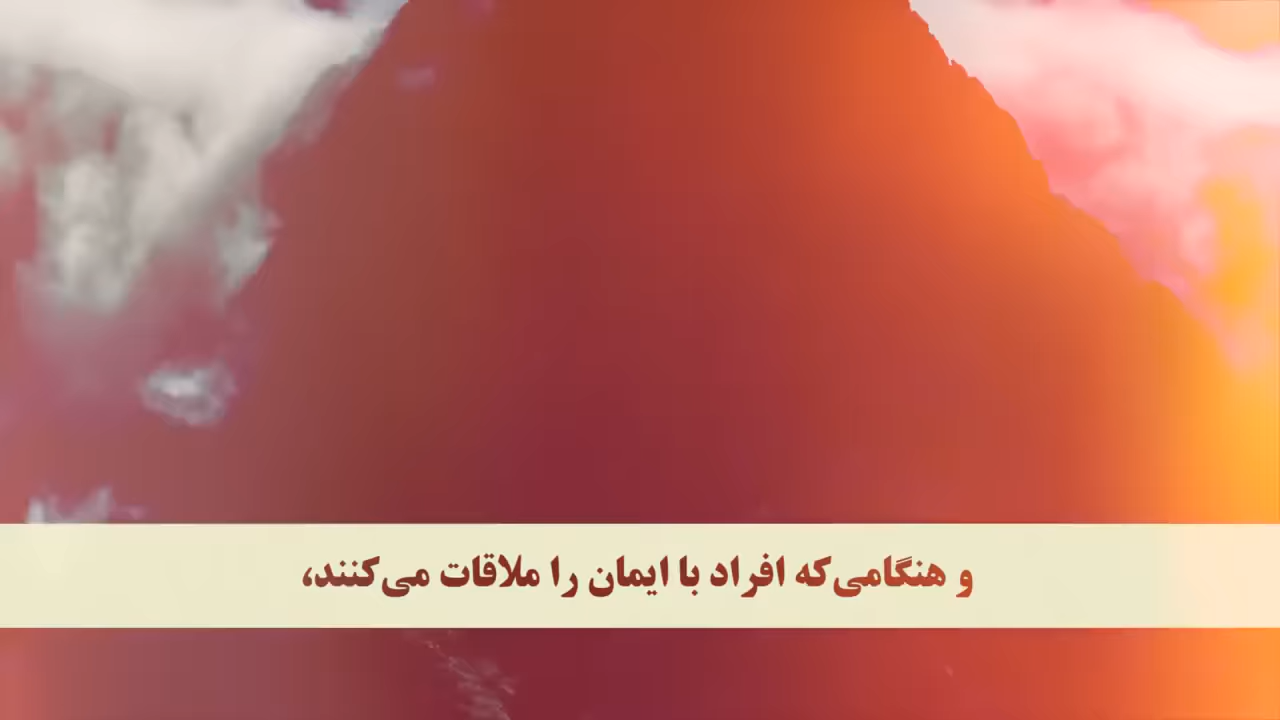 و هنگامی‌که افراد با ایمان را ملاقات می‌کنند،